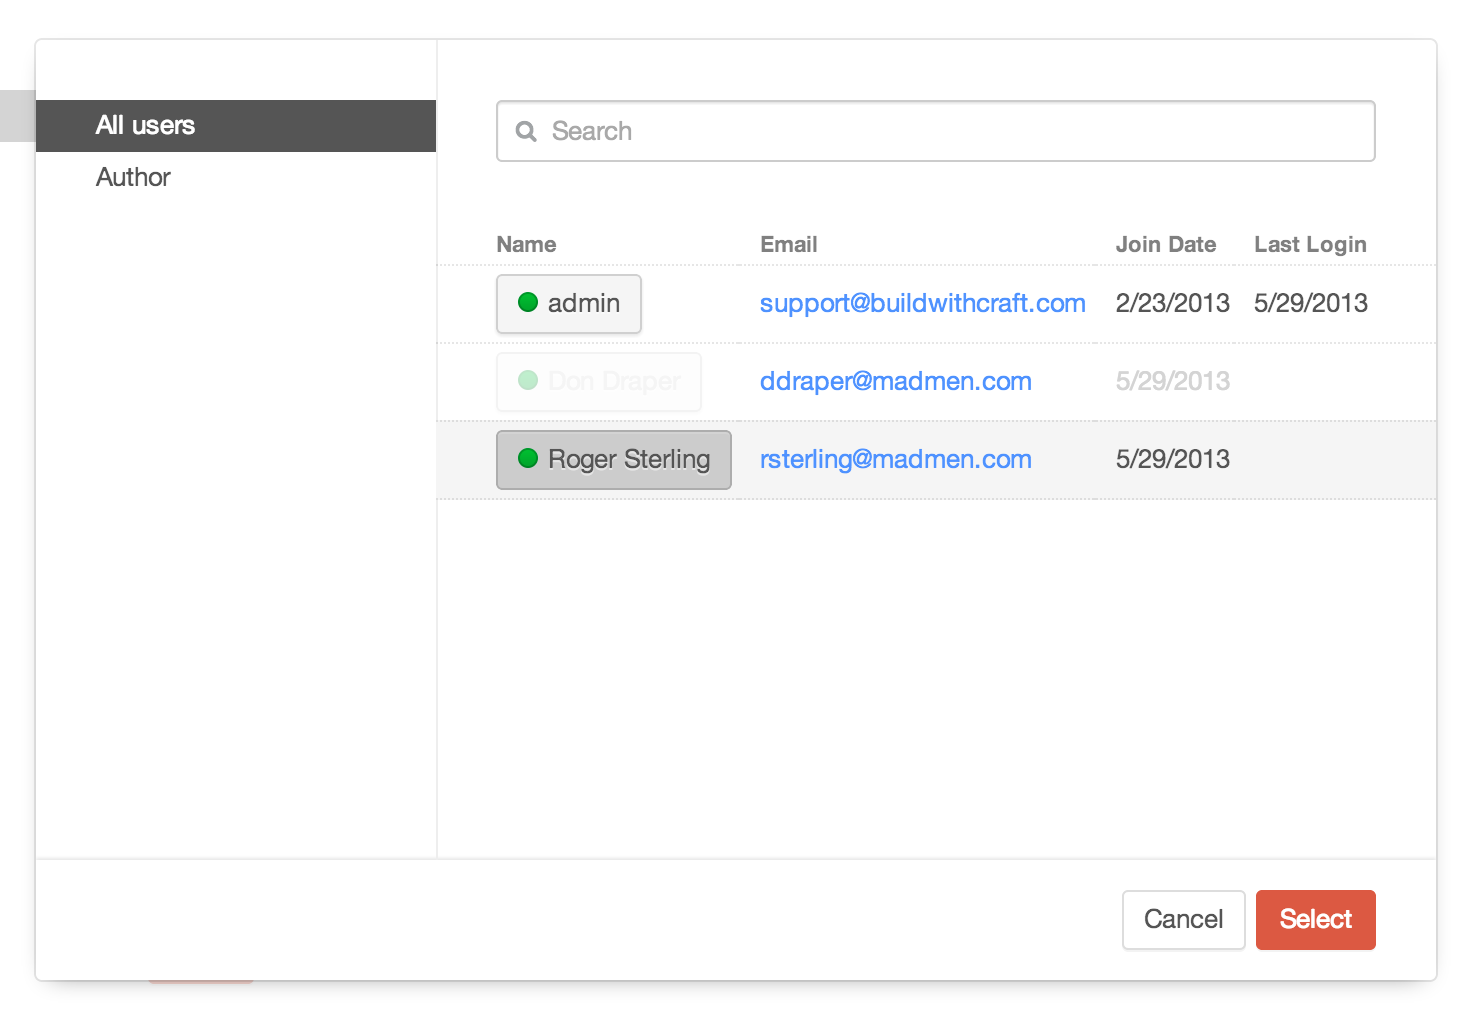 All users
Author
Search
Name Email Join Date Last Login
admin support@buildwithcraft.com 2/23/2013 5/29/2013
Don Draper ddraper@madmen.com 5/29/2013
Roger Sterling rsterling@madmen.com 5/29/2013
Cancel Select